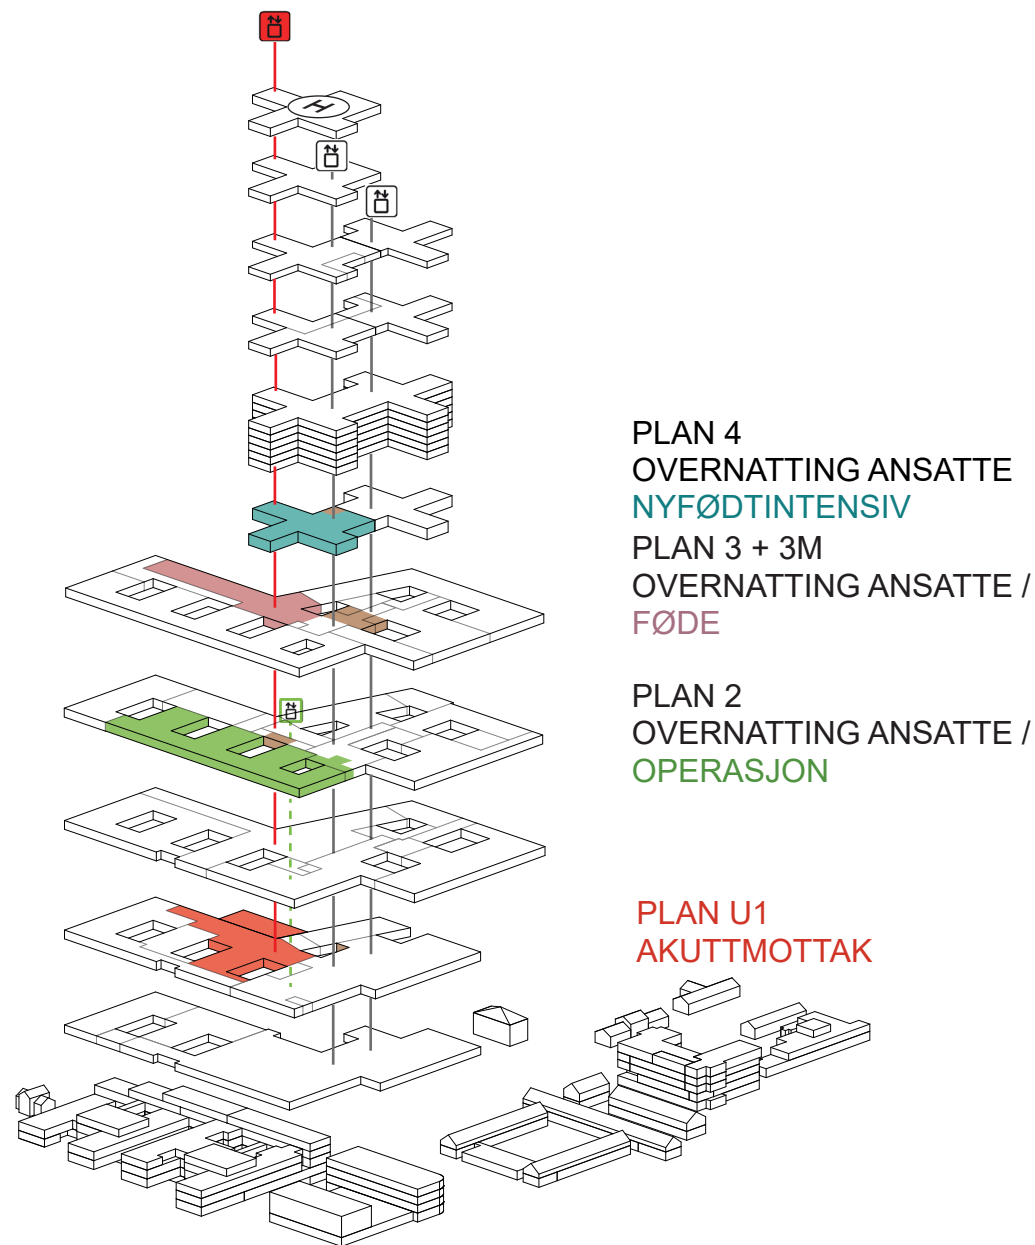 H
PLAN 4
OVERNATTING ANSATTE
NYFØDTINTENSIV
PLAN 3 + 3M
OVERNATTING ANSATTE /
FØDE
PLAN 2
OVERNATTING ANSATTE /
OPERASJON
PLAN U1
AKUTTMOTTAK